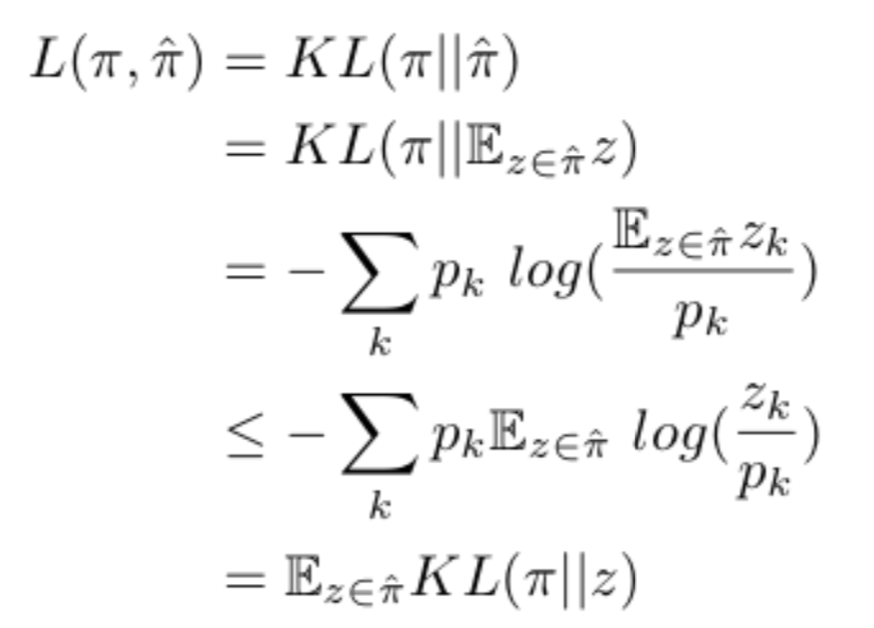 L(π, π̂) = KL(π||π̂)
= KL(π||𝔼_{z∈π̂} z)
= − ∑_k p_k log(𝔼_{z∈π̂} z_k / p_k)
≤ − ∑_k p_k 𝔼_{z∈π̂} log(z_k / p_k)
= 𝔼_{z∈π̂} KL(π||z)